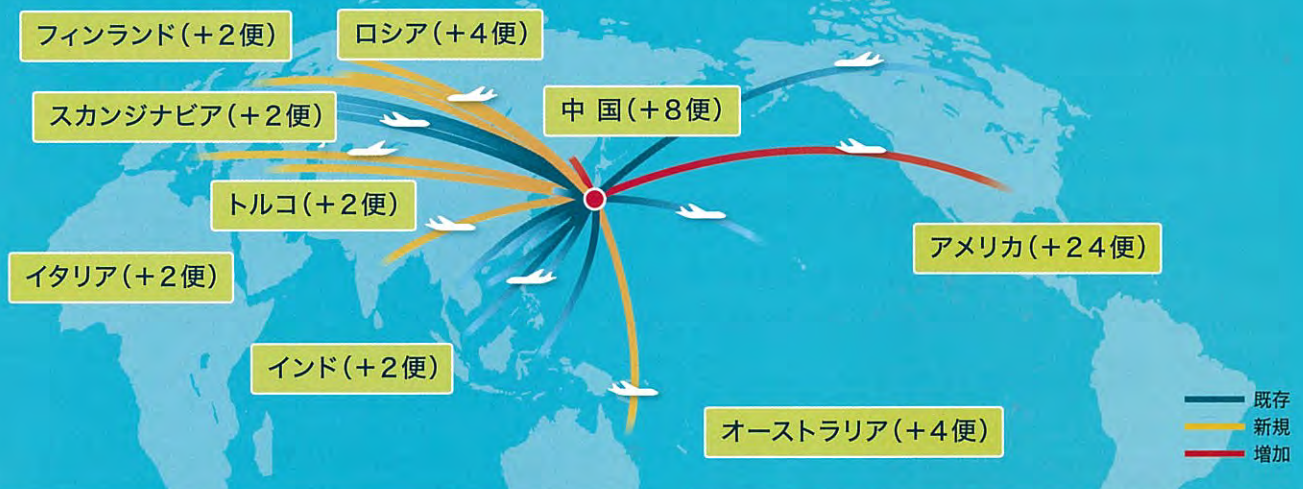 フィンランド(+2便)
ロシア(+4便)
スカンジナビア(+2便)
中 国(+8便)
トルコ(+2便)
アメリカ(+24便)
イタリア(+2便)
インド(+2便)
オーストラリア(+4便)
既存
新規
増加